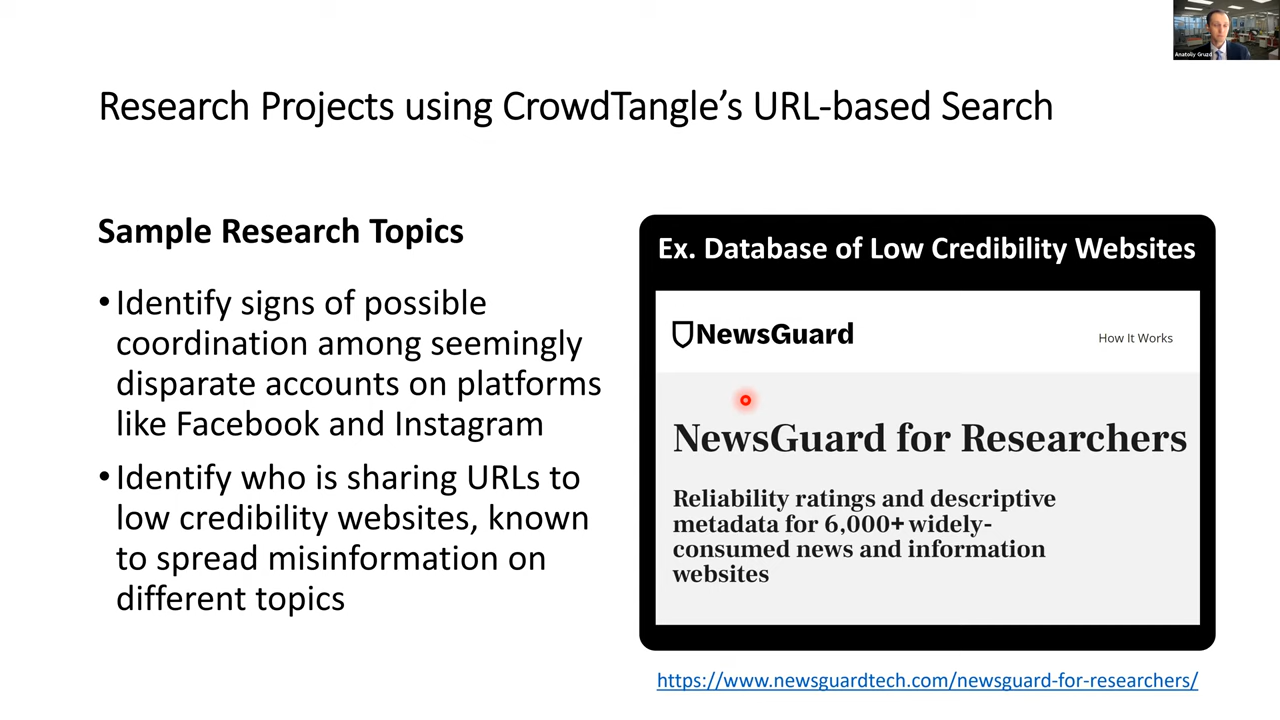 Anatoliy Gruzd
Research Projects using CrowdTangle’s URL-based Search
Sample Research Topics
•Identify signs of possible
coordination among seemingly
disparate accounts on platforms
like Facebook and Instagram
•Identify who is sharing URLs to
low credibility websites, known
to spread misinformation on
different topics
Ex. Database of Low Credibility Websites
NewsGuard
How It Works
NewsGuard for Researchers
Reliability ratings and descriptive
metadata for 6,000+ widely-
consumed news and information
websites
https://www.newsguardtech.com/newsguard-for-researchers/